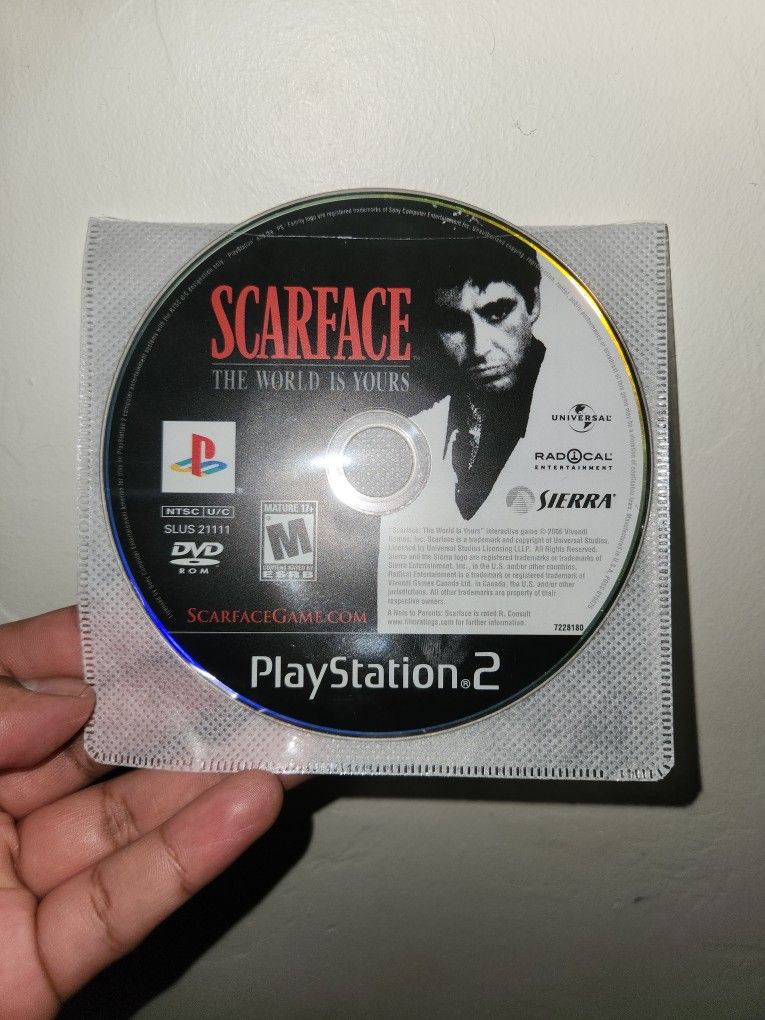 SCARFACE
THE WORLD IS YOURS
UNIVERSAL
RADICAL
ENTERTAINMENT
SIERRA
NTSC U/C
SLUS 21111
DVD
ROM
MATURE 17+
M
CONTENT RATED BY
ESRB
"Scarface: The World Is Yours" interactive game © 2006 Vivendi
Games, Inc. Scarface is a trademark and copyright of Universal Studios.
Licensed by Universal Studios Licensing LLLP. All Rights Reserved.
Sierra and the Sierra logo are registered trademarks or trademarks of
Sierra Entertainment, Inc., in the U.S. and/or other countries.
Radical Entertainment is a trademark or registered trademark of
Vivendi Games Canada Ltd. in Canada, the U.S. and/or other
jurisdictions. All other trademarks are property of their
respective owners.
A Note to Parents: Scarface is rated R. Consult
www.filmratings.com for further information.
7228180
SCARFACEGAME.COM
PlayStation®2